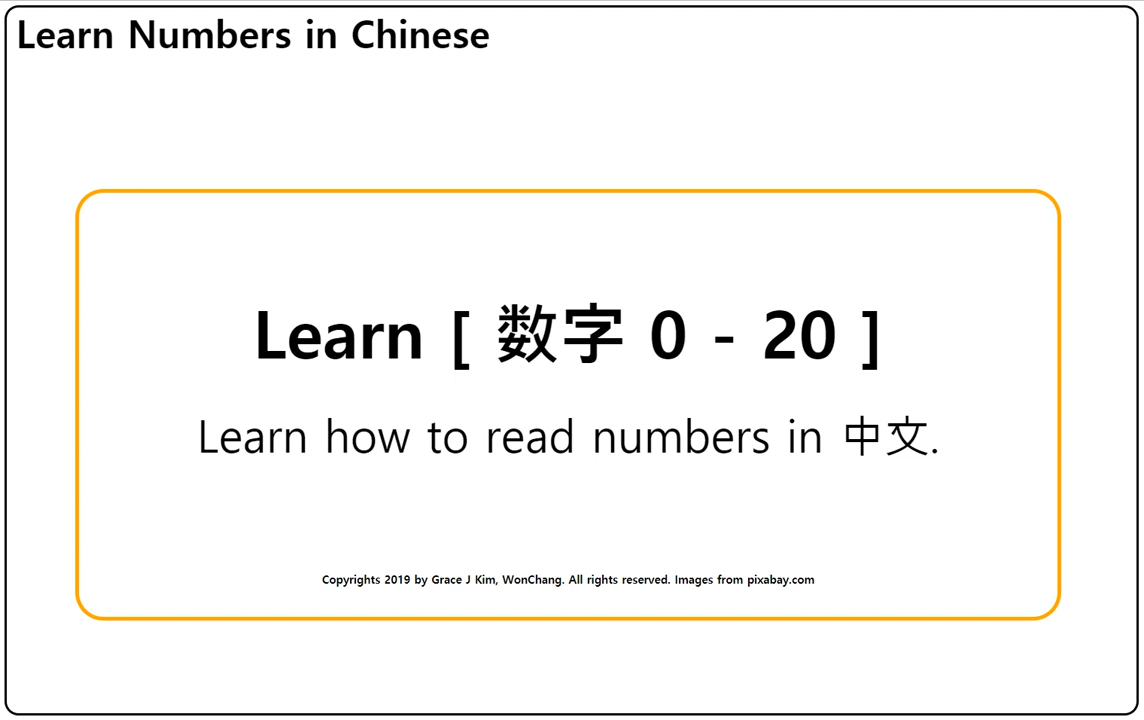 Learn Numbers in Chinese
Learn [ 数字 0 - 20 ]
Learn how to read numbers in 中文.
Copyrights 2019 by Grace J Kim, WonChang. All rights reserved. Images from pixabay.com